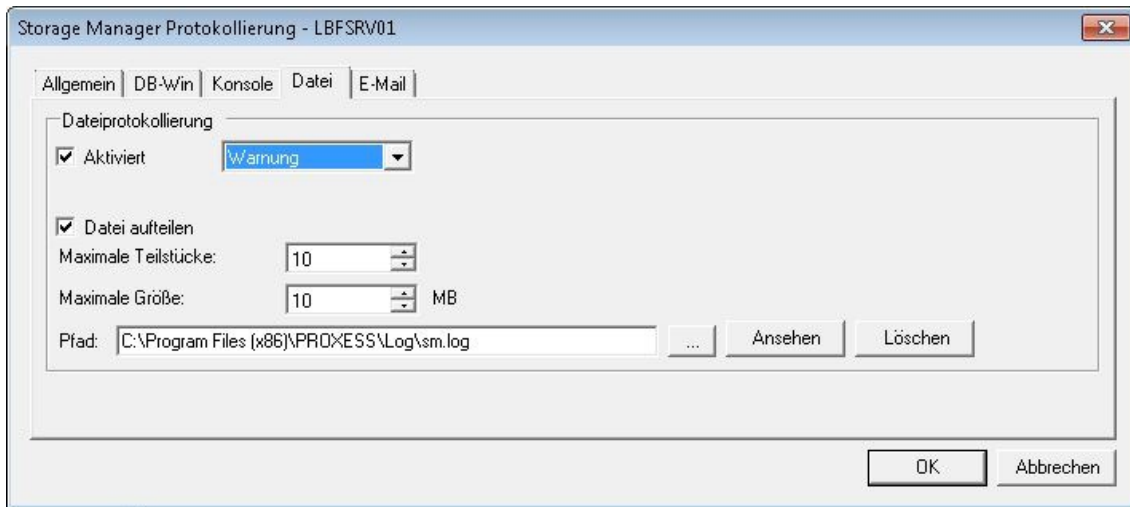 Storage Manager Protokollierung - LBFSRV01
Allgemein DB-Win Konsole Datei E-Mail
Dateiprotokollierung
Aktiviert Warnung
Datei aufteilen
Maximale Teilstücke: 10
Maximale Größe: 10 MB
Pfad: C:\Program Files (x86)\PROXESS\Log\sm.log ... Ansehen Löschen
OK Abbrechen